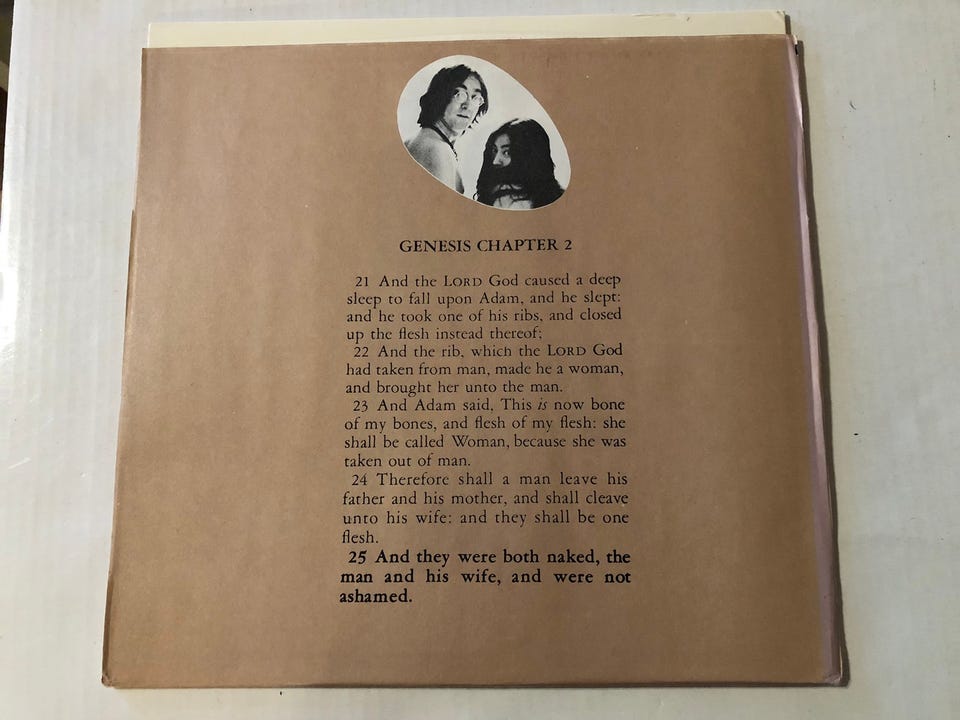 GENESIS CHAPTER 2
21 And the LORD God caused a deep
sleep to fall upon Adam, and he slept:
and he took one of his ribs, and closed
up the flesh instead thereof;
22 And the rib, which the LORD God
had taken from man, made he a woman,
and brought her unto the man.
23 And Adam said, This is now bone
of my bones, and flesh of my flesh: she
shall be called Woman, because she was
taken out of man.
24 Therefore shall a man leave his
father and his mother, and shall cleave
unto his wife: and they shall be one
flesh.
25 And they were both naked, the
man and his wife, and were not
ashamed.